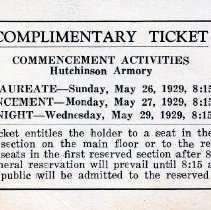 COMPLIMENTARY TICKET
COMMENCEMENT ACTIVITIES
Hutchinson Armory
AUREATE—Sunday, May 26, 1929, 8:15
NCEMENT—Monday, May 27, 1929, 8:15
NIGHT—Wednesday, May 29, 1929, 8:15
cket entitles the holder to a seat in the
section on the main floor or to the re
seats in the first reserved section after 8
neral reservation will prevail until 8:15 a
public will be admitted to the reserved